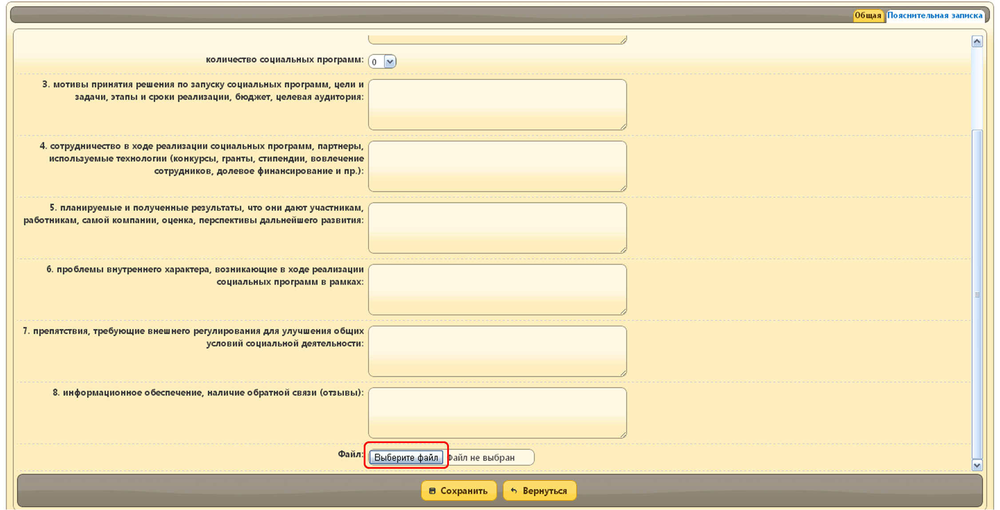 Общая Пояснительная записка
количество социальных программ: 0
3. мотивы принятия решения по запуску социальных программ, цели и
задачи, этапы и сроки реализации, бюджет, целевая аудитория:
4. сотрудничество в ходе реализации социальных программ, партнеры,
используемые технологии (конкурсы, гранты, стипендии, вовлечение
сотрудников, долевое финансирование и пр.):
5. планируемые и полученные результаты, что они дают участникам,
работникам, самой компании, оценка, перспективы дальнейшего развития:
6. проблемы внутреннего характера, возникающие в ходе реализации
социальных программ в рамках:
7. препятствия, требующие внешнего регулирования для улучшения общих
условий социальной деятельности:
8. информационное обеспечение, наличие обратной связи (отзывы):
Файл: Выберите файл Файл не выбран
Сохранить Вернуться